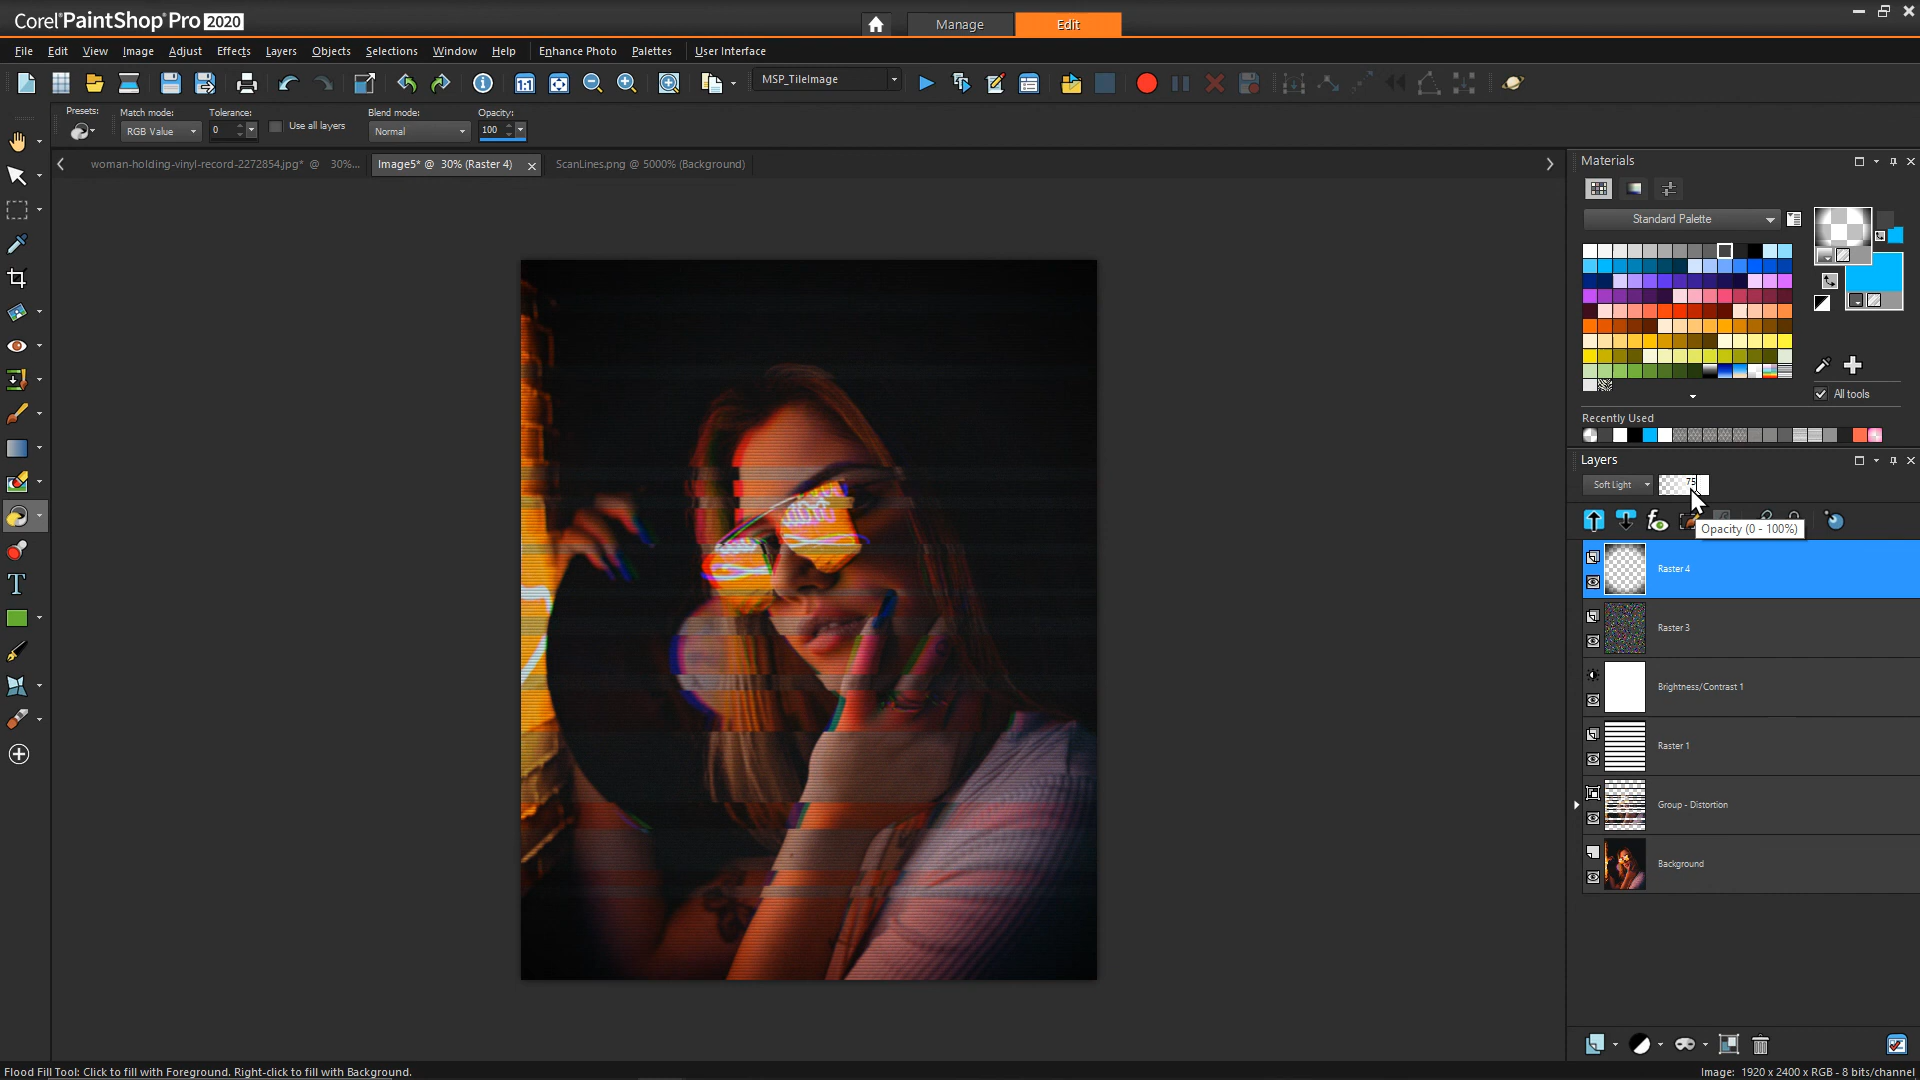 Corel PaintShop Pro 2020
Manage
Edit
File Edit View Image Adjust Effects Layers Objects Selections Window Help Enhance Photo Palettes User Interface
MSP_TileImage
Presets:
Match mode:
RGB Value
Tolerance:
0
Use all layers
Blend mode:
Normal
Opacity:
100
woman-holding-vinyl-record-2272854.jpg* @ 30%...
Image5* @ 30% (Raster 4)
ScanLines.png @ 5000% (Background)
Materials
Standard Palette
All tools
Recently Used
Layers
Soft Light
75
Opacity (0 - 100%)
Raster 4
Raster 3
Brightness/Contrast 1
Raster 1
Group - Distortion
Background
Flood Fill Tool: Click to fill with Foreground. Right-click to fill with Background.
Image: 1920 x 2400 x RGB - 8 bits/channel